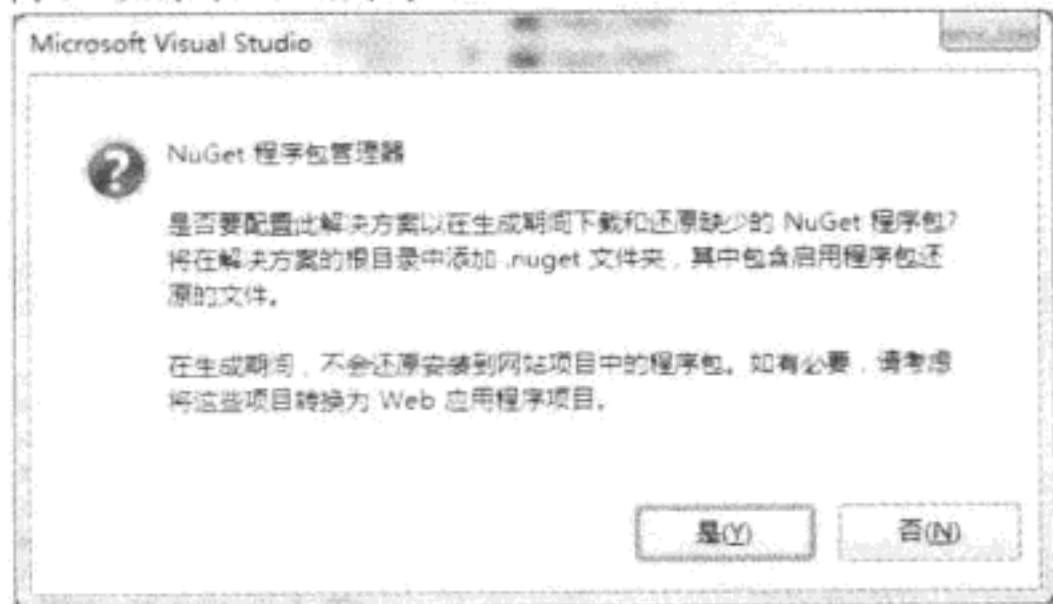 Microsoft Visual Studio
NuGet 程序包管理器
是否要配置此解决方案以在生成期间下载和还原缺少的 NuGet 程序包?
将在解决方案的根目录中添加 .nuget 文件夹，其中包含启用程序包还
原的文件。
在生成期间，不会还原安装到网站项目中的程序包。如有必要，请考虑
将这些项目转换为 Web 应用程序项目。
是(Y)
否(N)